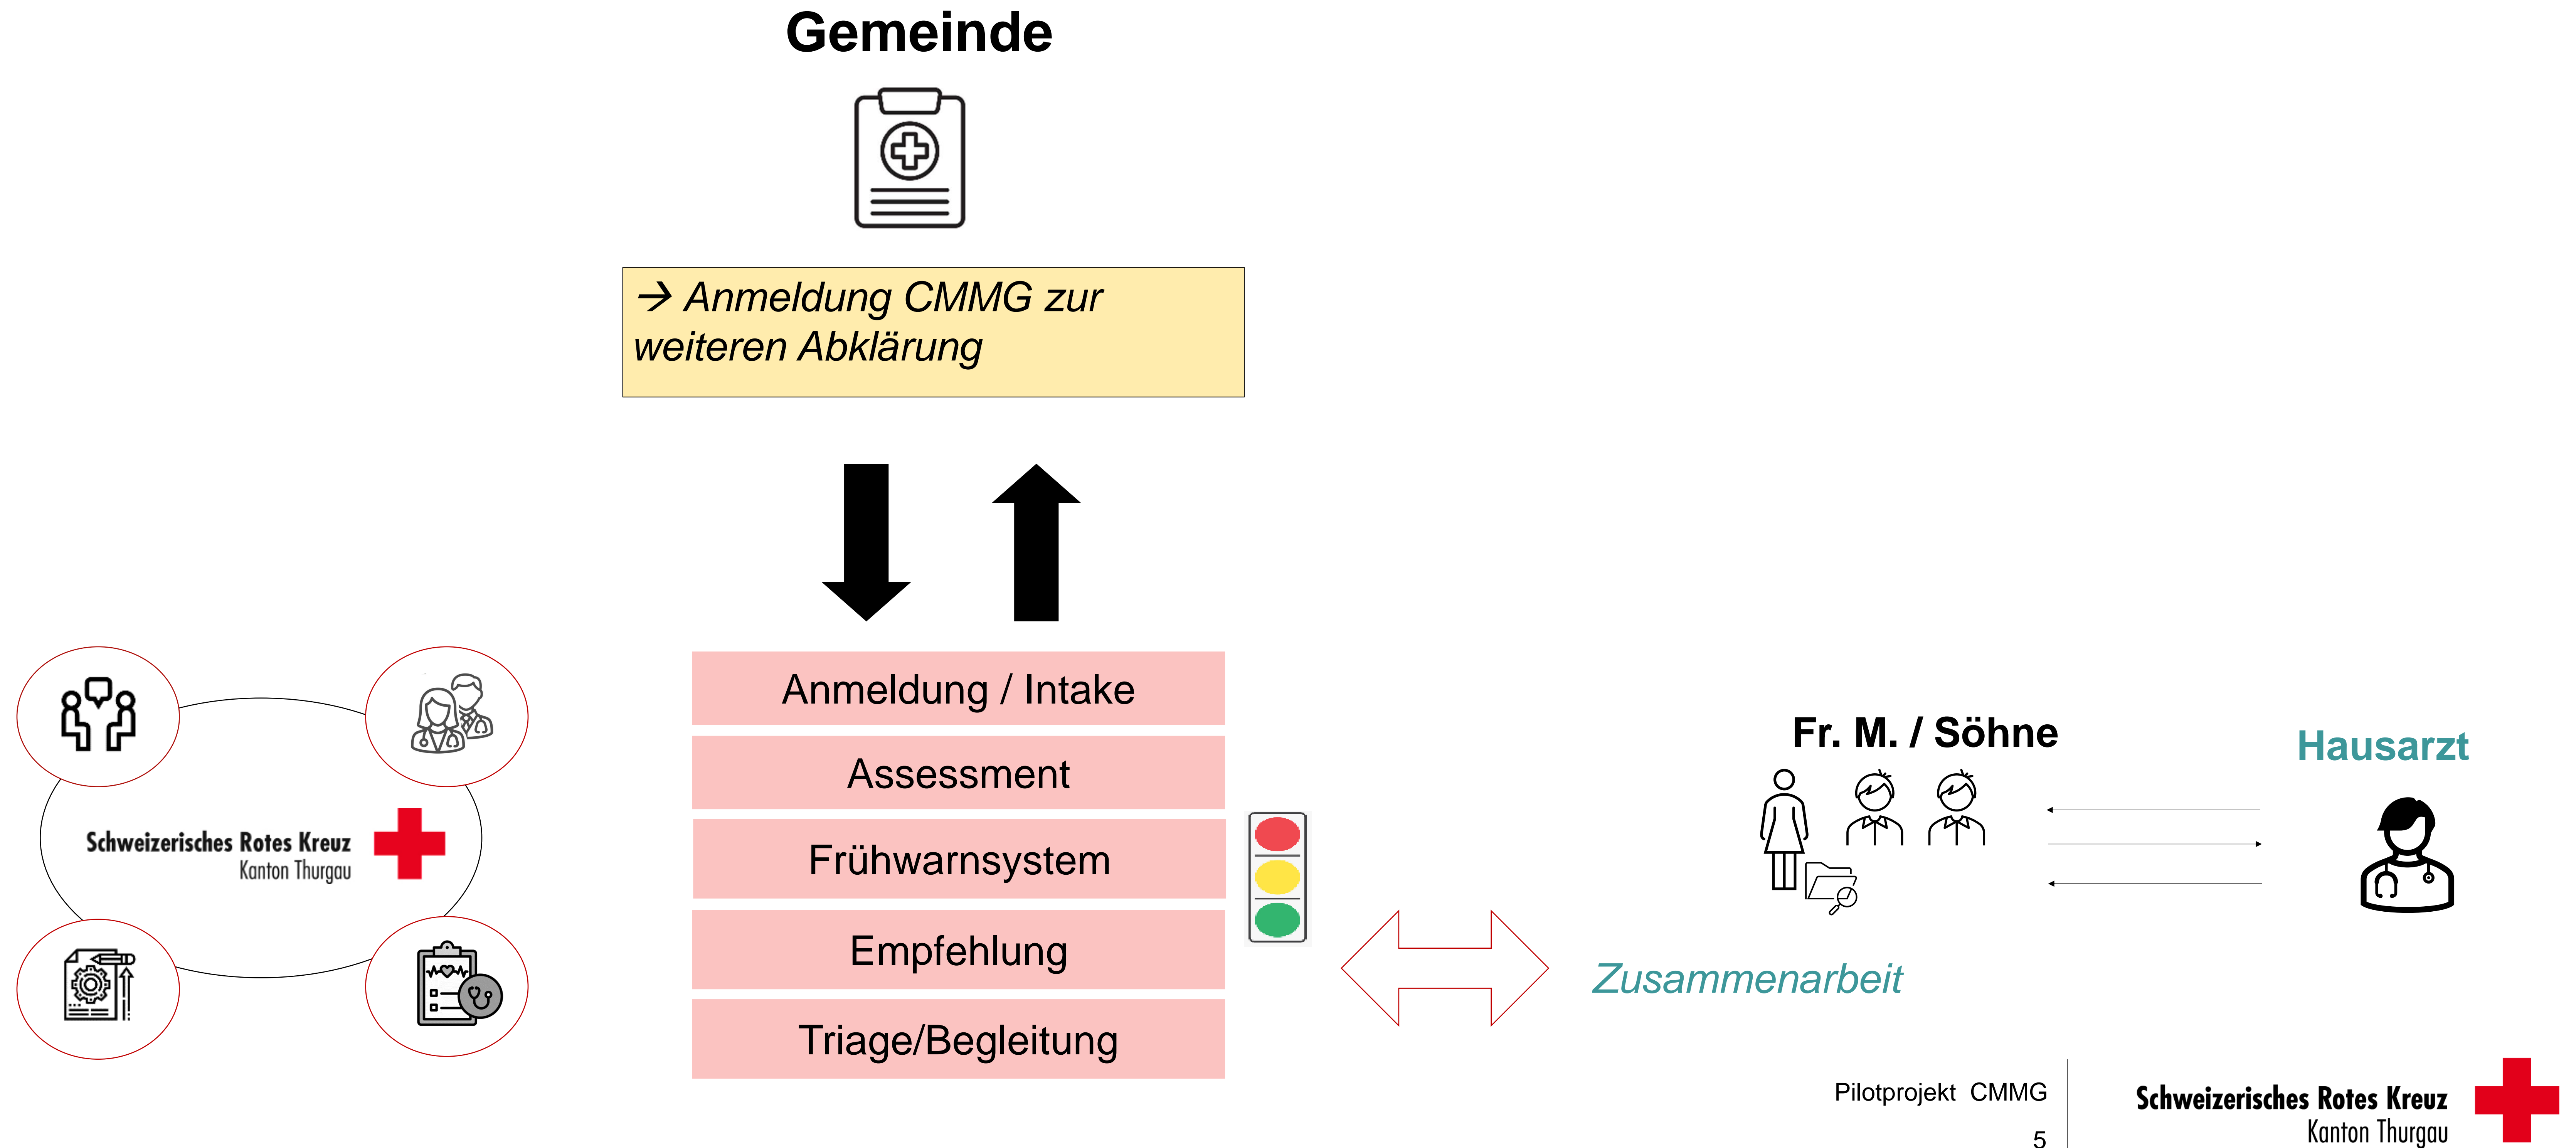 Gemeinde
→ Anmeldung CMMG zur
weiteren Abklärung
Anmeldung / Intake
Assessment
Frühwarnsystem
Empfehlung
Triage/Begleitung
Schweizerisches Rotes Kreuz
Kanton Thurgau
Fr. M. / Söhne
Hausarzt
Zusammenarbeit
Pilotprojekt CMMG
5
Schweizerisches Rotes Kreuz
Kanton Thurgau